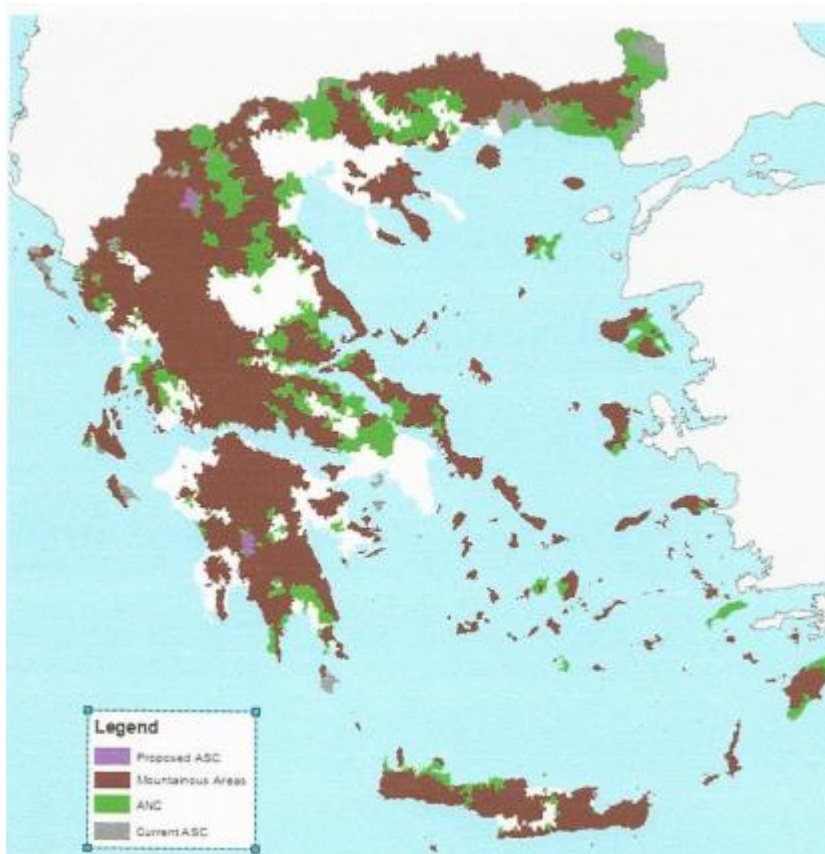 Legend
Proposed ASC
Mountainous Areas
ANC
Current ASC